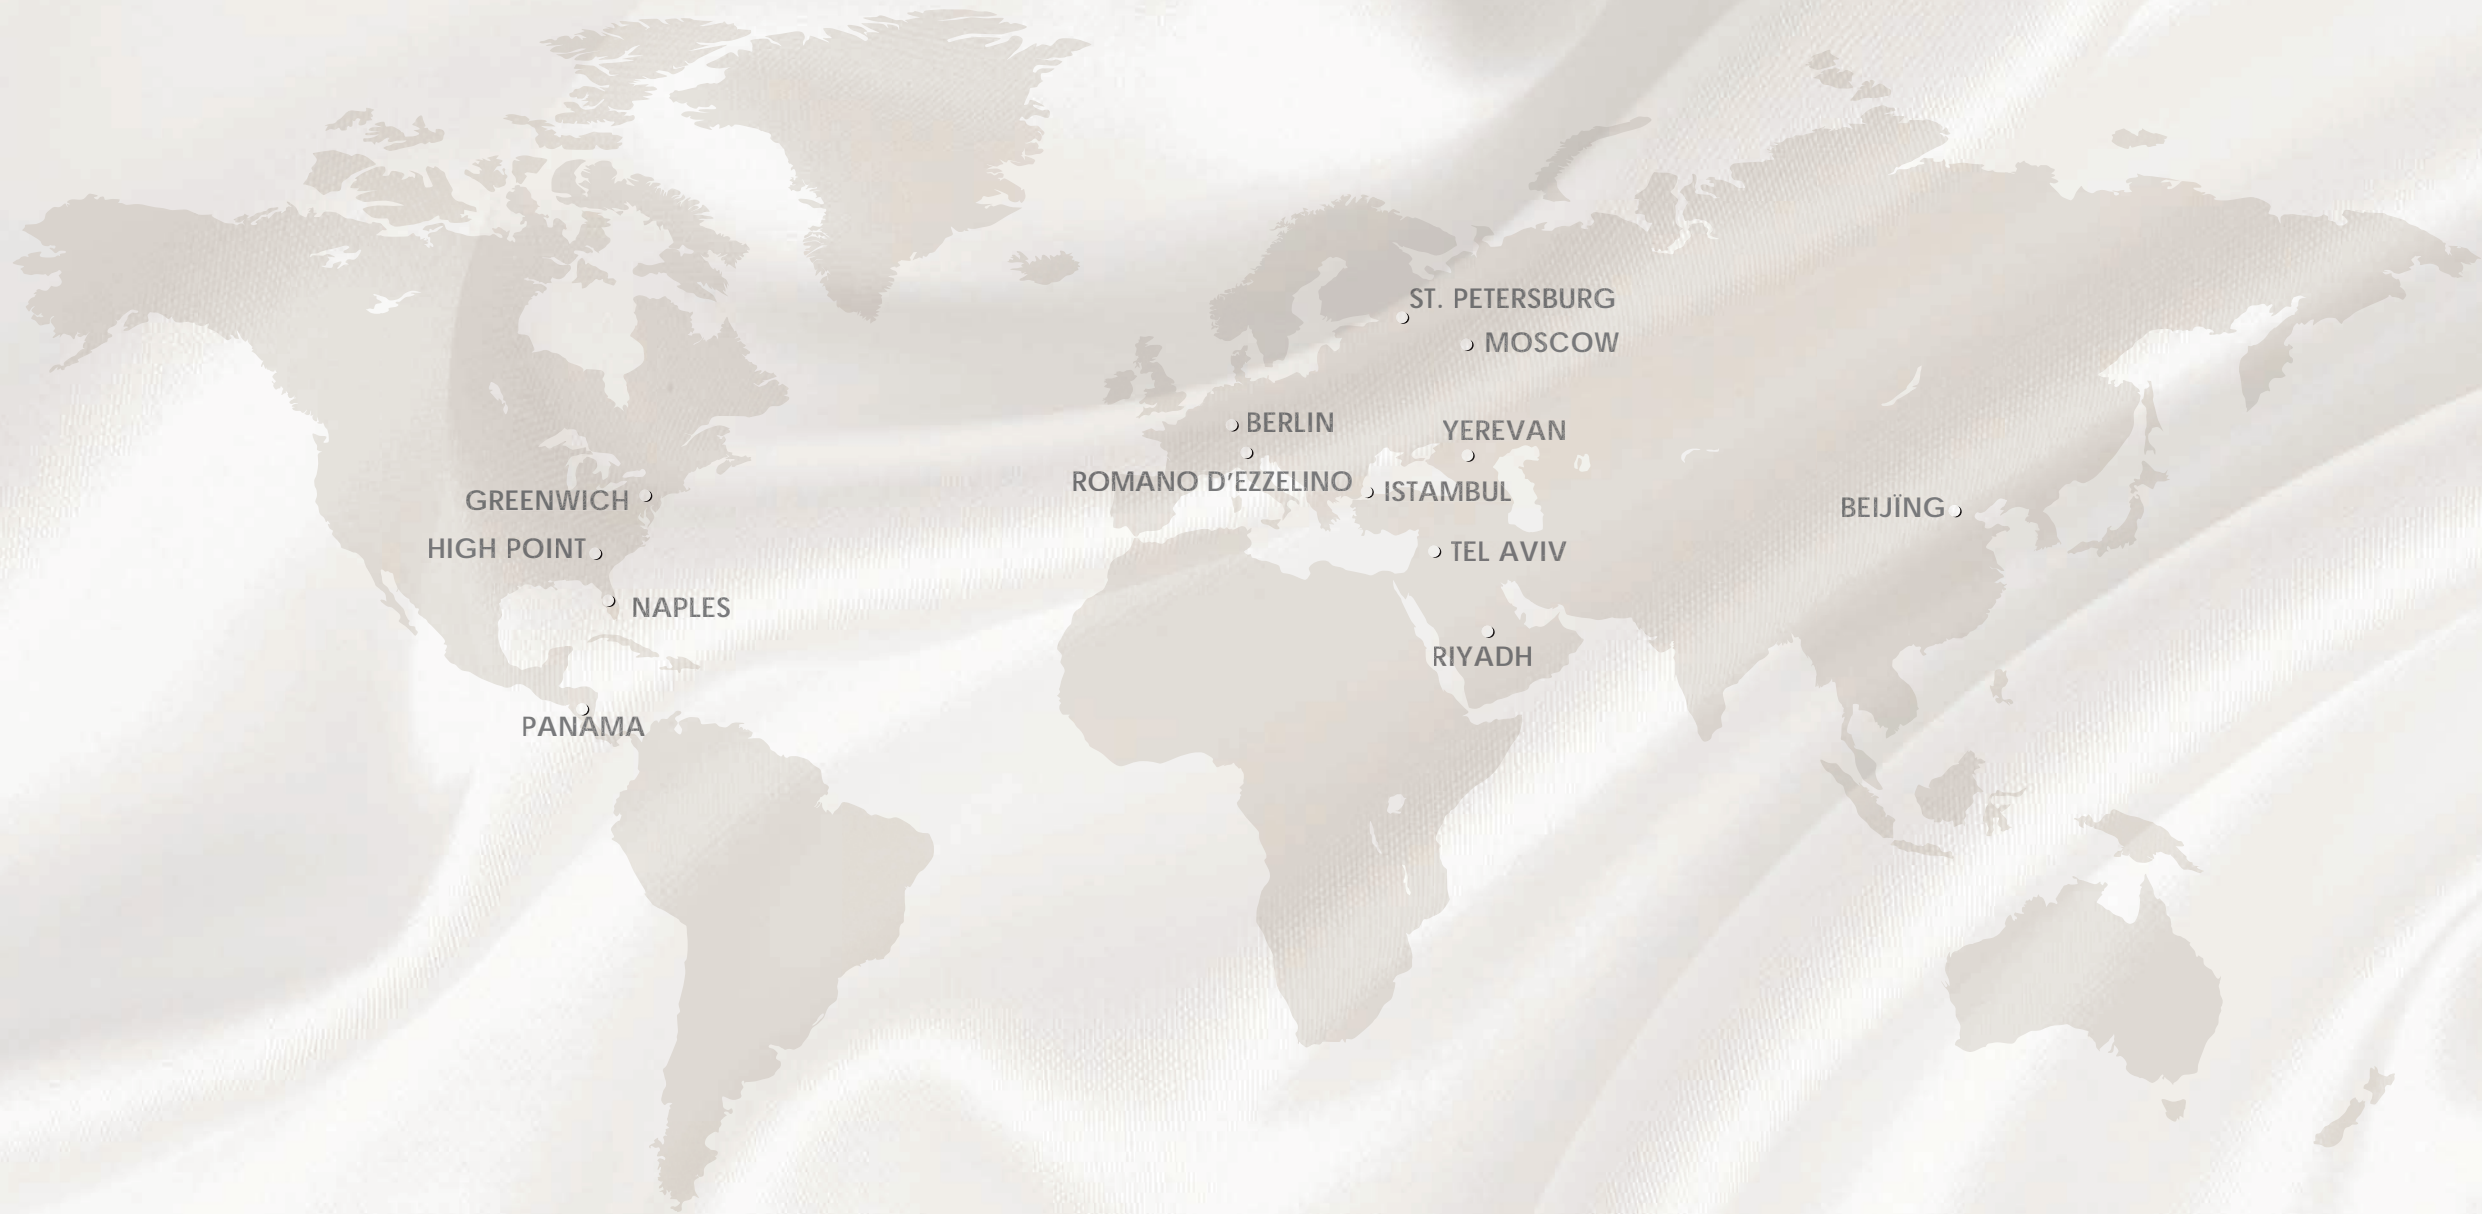 ST. PETERSBURG
MOSCOW
BERLIN
YEREVAN
ROMANO D'EZZELINO
ISTAMBUL
GREENWICH
BEIJÏNG
HIGH POINT
TEL AVIV
NAPLES
RIYADH
PANAMA